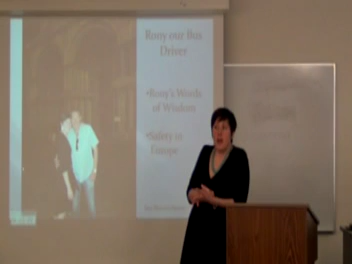 Rony our Bus
Driver
•Rony's Words
of Wisdom
•Safety in
Europe